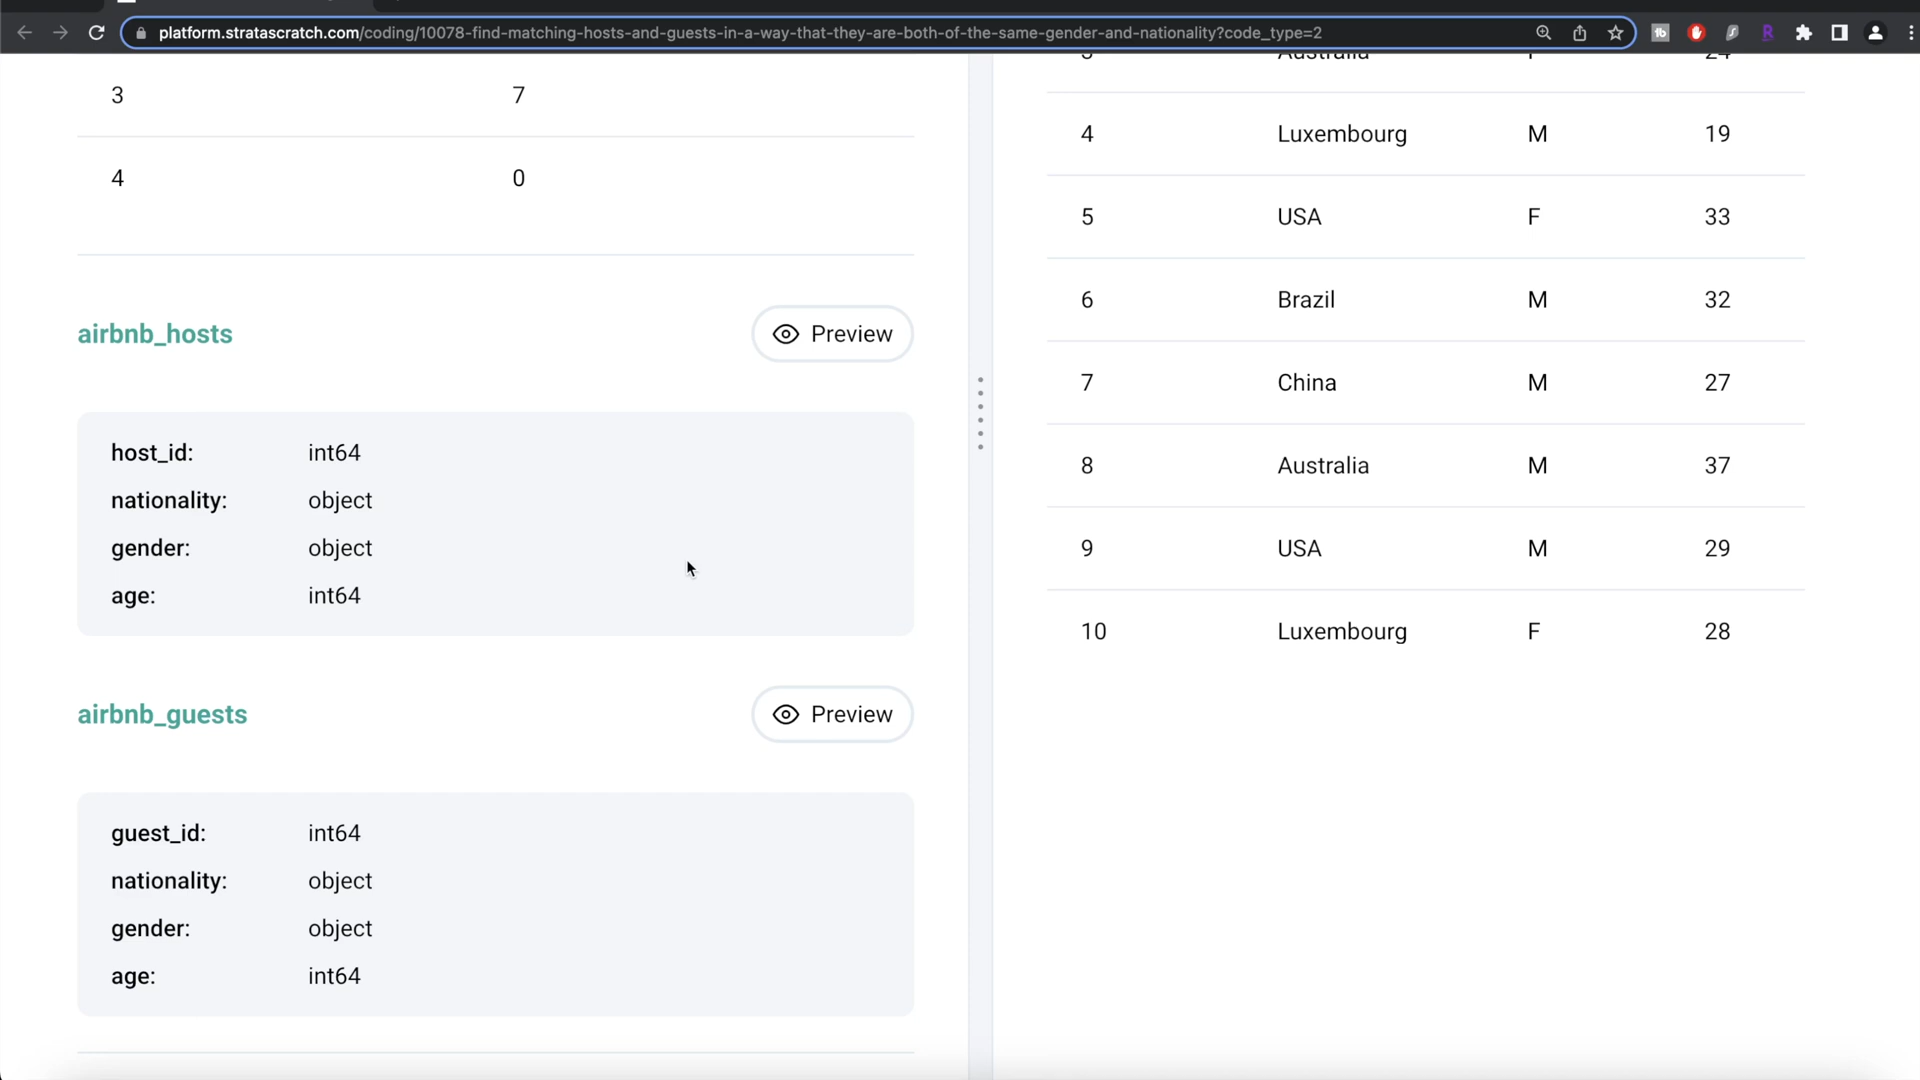 platform.stratascratch.com/coding/10078-find-matching-hosts-and-guests-in-a-way-that-they-are-both-of-the-same-gender-and-nationality?code_type=2
3 7
4 0
airbnb_hosts
Preview
host_id: int64
nationality: object
gender: object
age: int64
airbnb_guests
Preview
guest_id: int64
nationality: object
gender: object
age: int64
Australia 24
4 Luxembourg M 19
5 USA F 33
6 Brazil M 32
7 China M 27
8 Australia M 37
9 USA M 29
10 Luxembourg F 28